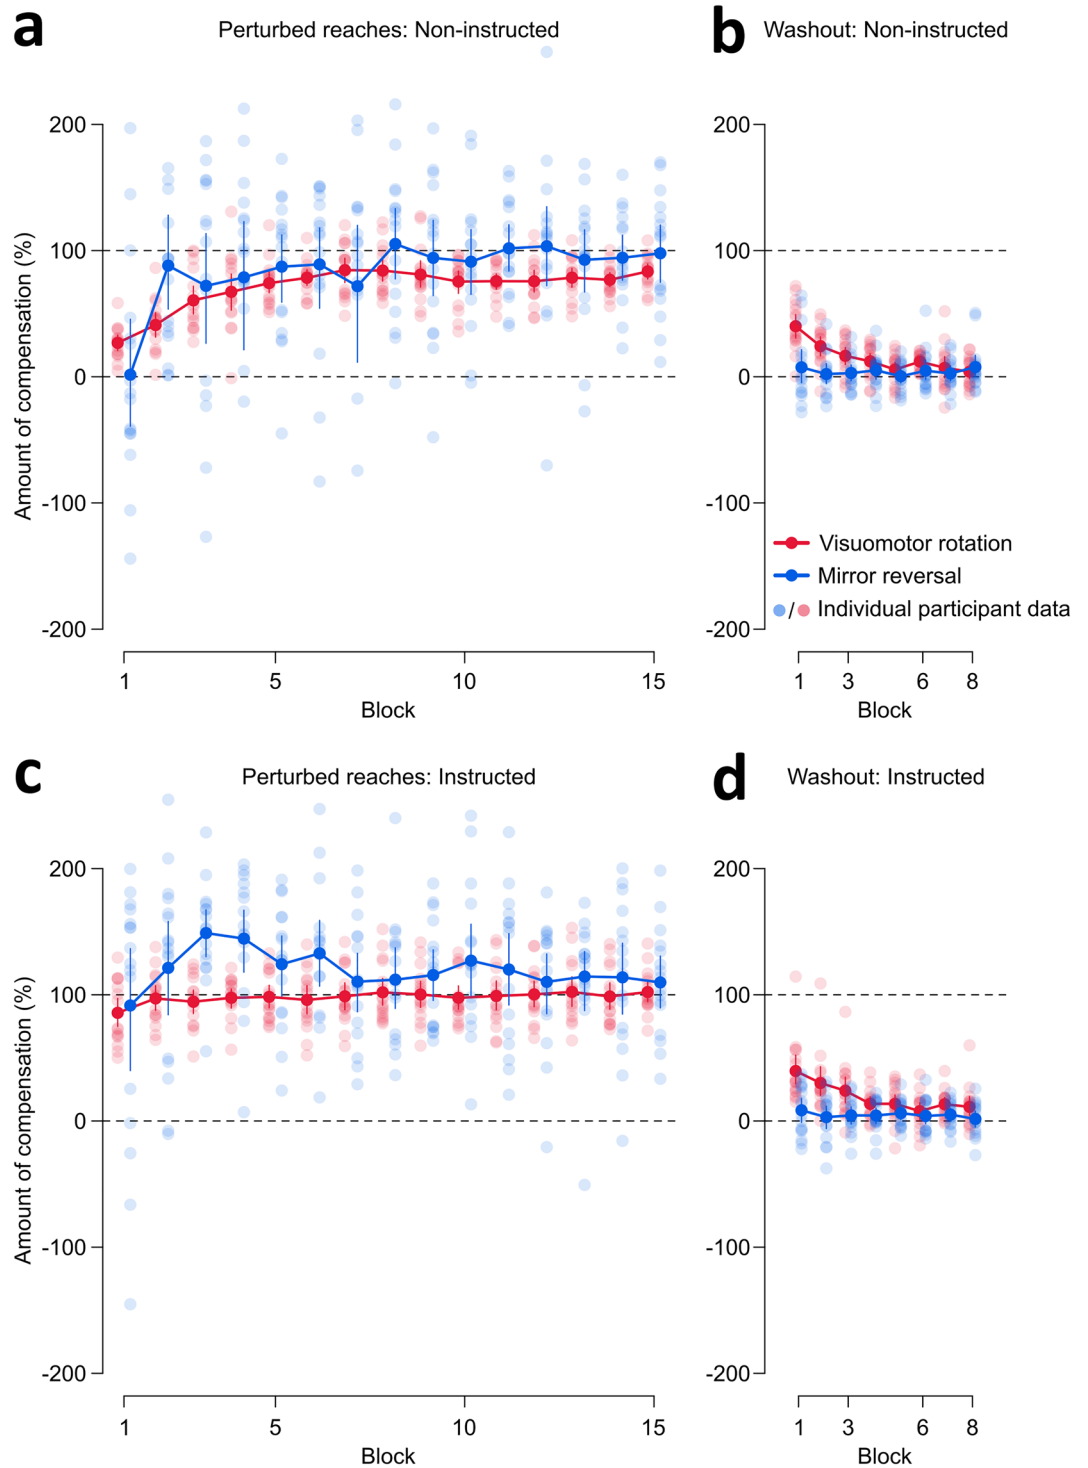 a
Perturbed reaches: Non-instructed
b
Washout: Non-instructed
Amount of compensation (%)
200
100
0
-100
-200
1
5
10
15
Block
200
100
0
-100
-200
Visuomotor rotation
Mirror reversal
/ Individual participant data
1
3
6
8
Block
c
Perturbed reaches: Instructed
d
Washout: Instructed
Amount of compensation (%)
200
100
0
-100
-200
1
5
10
15
Block
200
100
0
-100
-200
1
3
6
8
Block